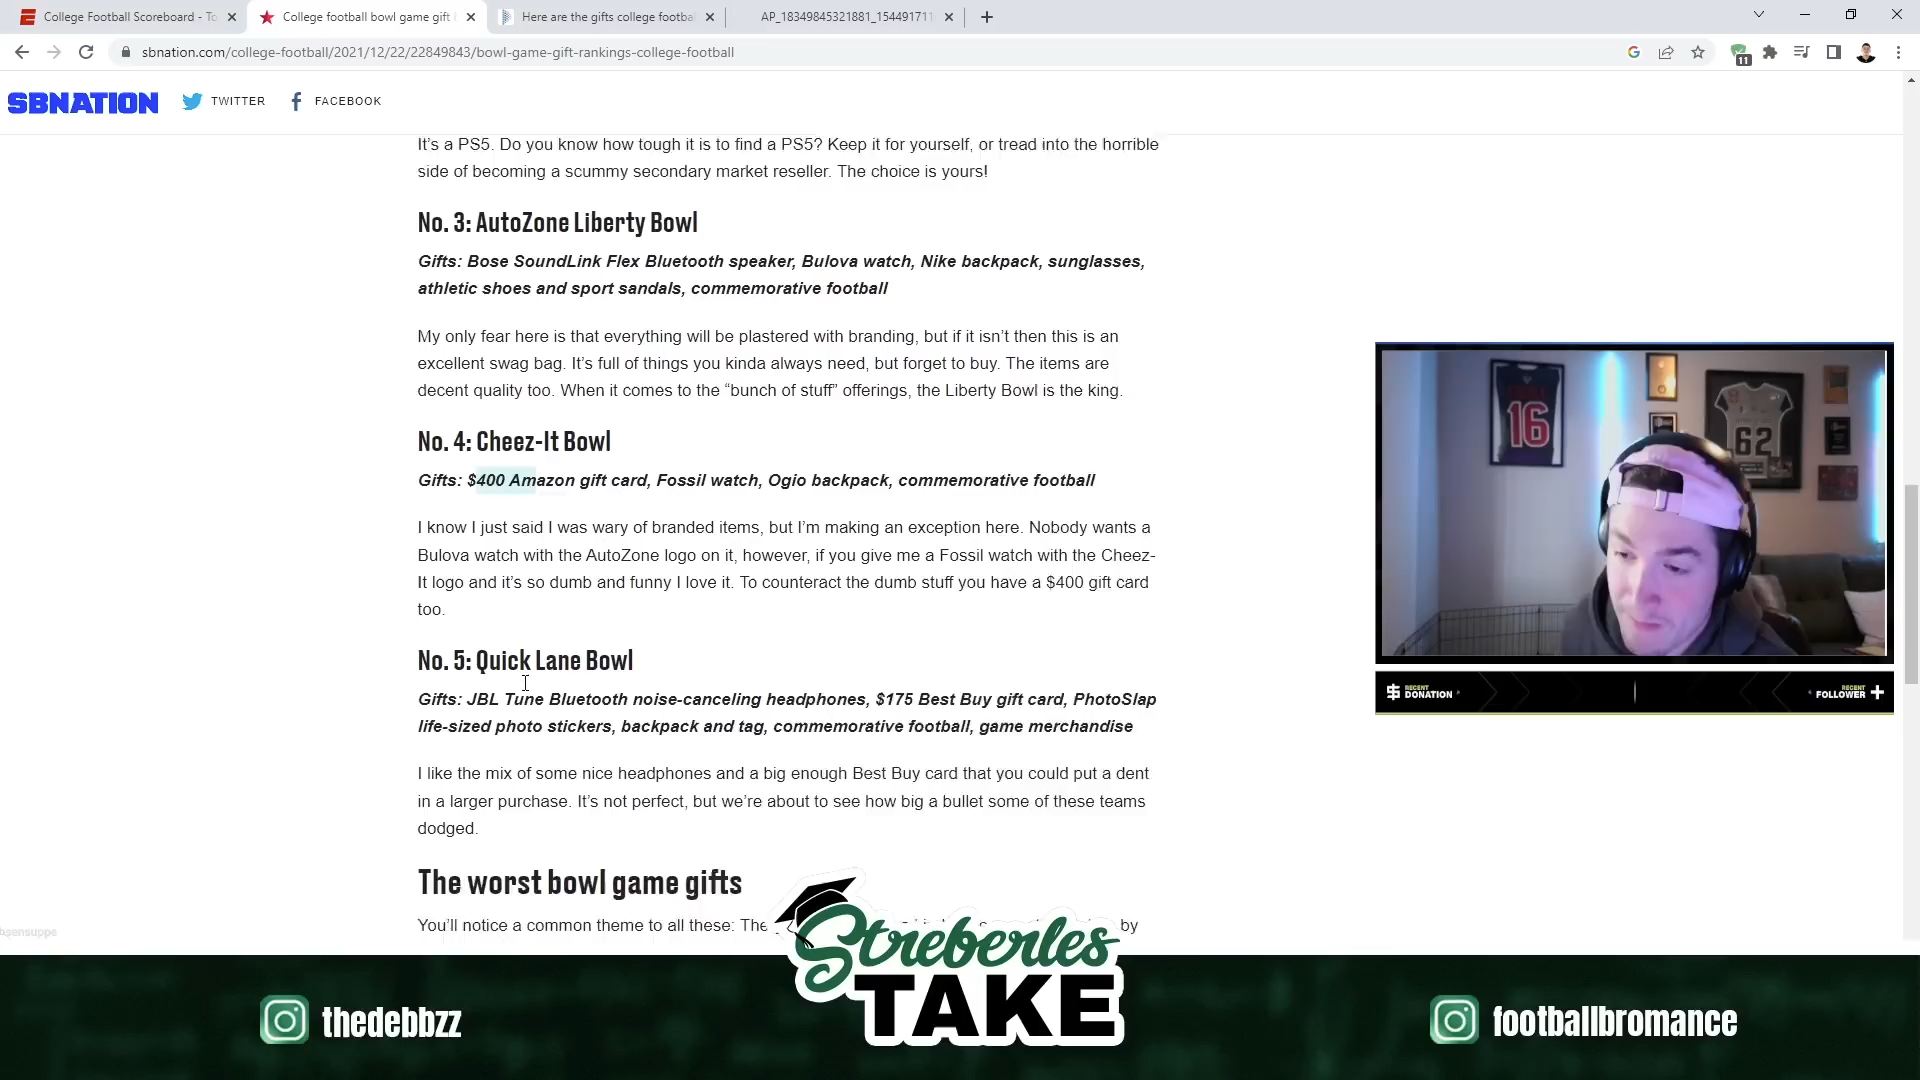 College Football Scoreboard - To
College football bowl game gift
Here are the gifts college footba
AP_18349845321881_15449171
sbnation.com/college-football/2021/12/22/22849843/bowl-game-gift-rankings-college-football
11
SBNATION
TWITTER
FACEBOOK
It's a PS5. Do you know how tough it is to find a PS5? Keep it for yourself, or tread into the horrible
side of becoming a scummy secondary market reseller. The choice is yours!
No. 3: AutoZone Liberty Bowl
Gifts: Bose SoundLink Flex Bluetooth speaker, Bulova watch, Nike backpack, sunglasses,
athletic shoes and sport sandals, commemorative football
My only fear here is that everything will be plastered with branding, but if it isn't then this is an
excellent swag bag. It's full of things you kinda always need, but forget to buy. The items are
decent quality too. When it comes to the “bunch of stuff” offerings, the Liberty Bowl is the king.
No. 4: Cheez-It Bowl
Gifts: $400 Amazon gift card, Fossil watch, Ogio backpack, commemorative football
I know I just said I was wary of branded items, but I'm making an exception here. Nobody wants a
Bulova watch with the AutoZone logo on it, however, if you give me a Fossil watch with the Cheez-
It logo and it's so dumb and funny I love it. To counteract the dumb stuff you have a $400 gift card
too.
No. 5: Quick Lane Bowl
Gifts: JBL Tune Bluetooth noise-canceling headphones, $175 Best Buy gift card, PhotoSlap
life-sized photo stickers, backpack and tag, commemorative football, game merchandise
I like the mix of some nice headphones and a big enough Best Buy card that you could put a dent
in a larger purchase. It's not perfect, but we're about to see how big a bullet some of these teams
dodged.
The worst bowl game gifts
You'll notice a common theme to all these: The
by
16
62
RECENT
DONATION
RECENT
FOLLOWER
Streberles
TAKE
thedebbzz
footballbromance